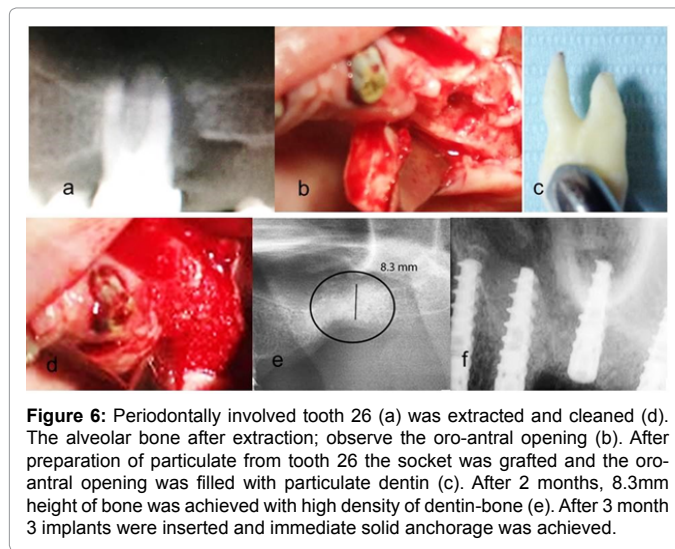 a
b
c
d
8.3 mm
e
f
Figure 6: Periodontally involved tooth 26 (a) was extracted and cleaned (d).
The alveolar bone after extraction; observe the oro-antral opening (b). After
preparation of particulate from tooth 26 the socket was grafted and the oro-
antral opening was filled with particulate dentin (c). After 2 months, 8.3mm
height of bone was achieved with high density of dentin-bone (e). After 3 month
3 implants were inserted and immediate solid anchorage was achieved.